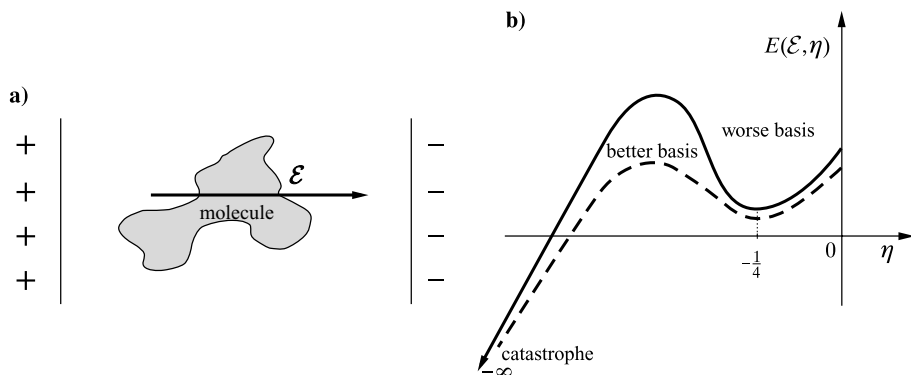 a)
+ −
+ ℰ −
molecule
+ −
+ −
b)
E(ℰ,η)
worse basis
better basis
0 η
−1/4
catastrophe
−∞